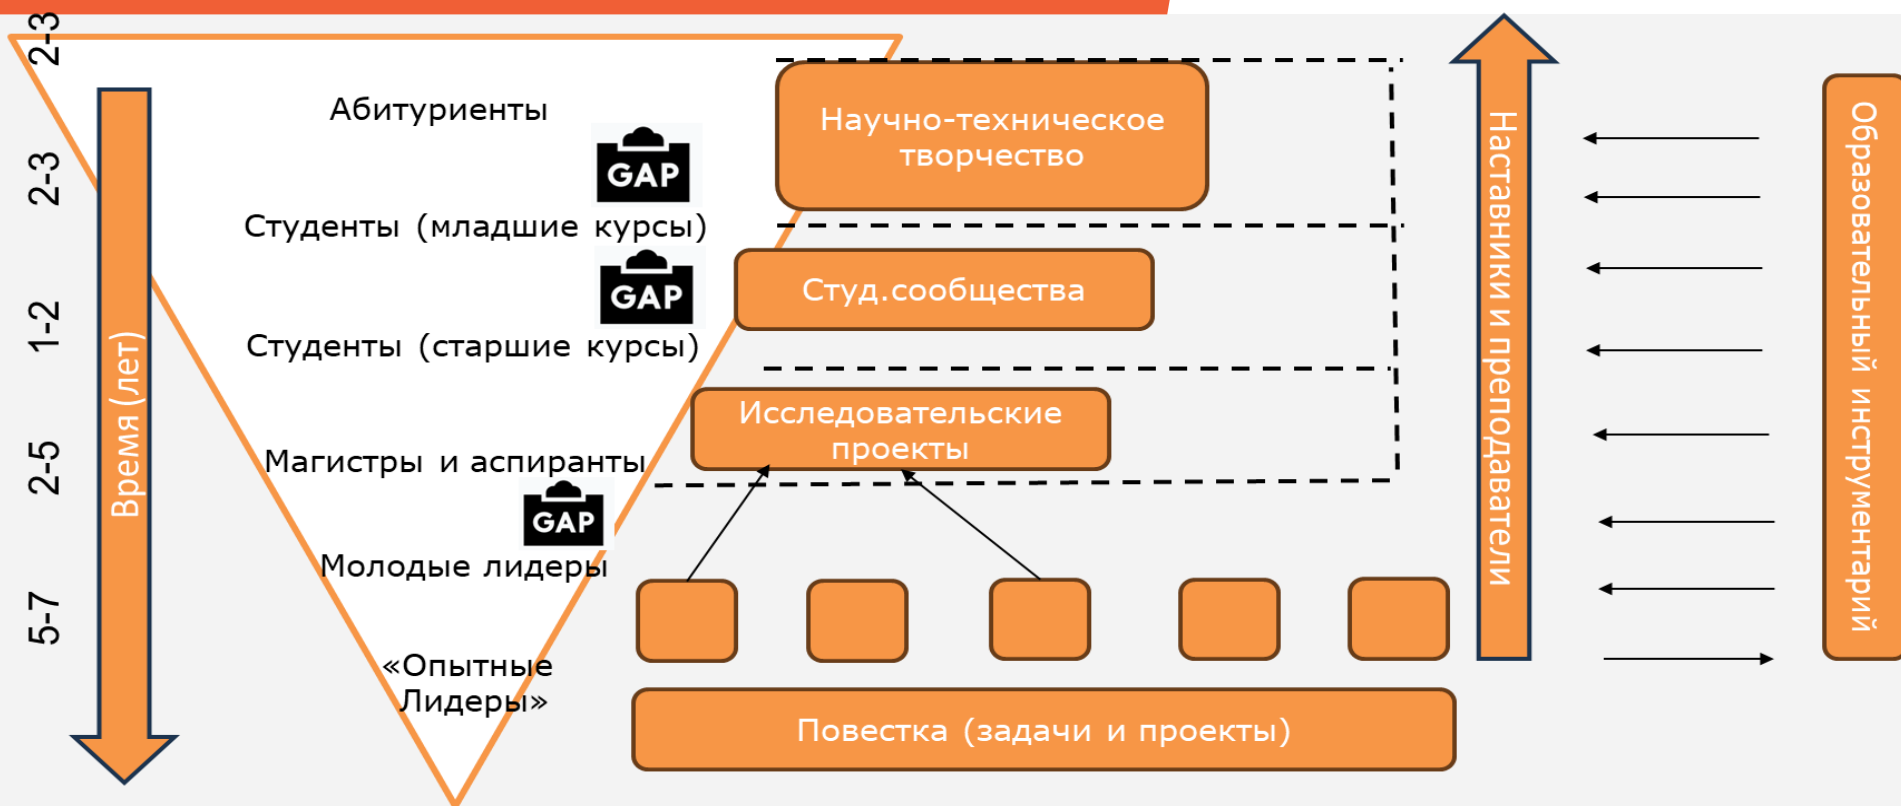 2-3
2-3
1-2
2-5
5-7
Время (лет)
Абитуриенты
GAP
Студенты (младшие курсы)
GAP
Студенты (старшие курсы)
Магистры и аспиранты
GAP
Молодые лидеры
«Опытные
Лидеры»
Научно-техническое
творчество
Студ.сообщества
Исследовательские
проекты
Повестка (задачи и проекты)
Наставники и преподаватели
Образовательный инструментарий